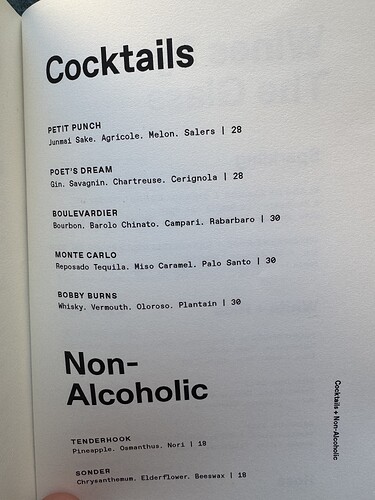 Cocktails
PETIT PUNCH
Junmai Sake. Agricole. Melon. Salers | 28
POET'S DREAM
Gin. Savagnin. Chartreuse. Cerignola | 28
BOULEVARDIER
Bourbon. Barolo Chinato. Campari. Rabarbaro | 30
MONTE CARLO
Reposado Tequila. Miso Caramel. Palo Santo | 30
BOBBY BURNS
Whisky. Vermouth. Oloroso. Plantain | 30
Non-
Alcoholic
TENDERHOOK
Pineapple. Osmanthus. Nori | 18
SONDER
Chrysanthemum. Elderflower. Beeswax | 18
Cocktails + Non-Alcoholic